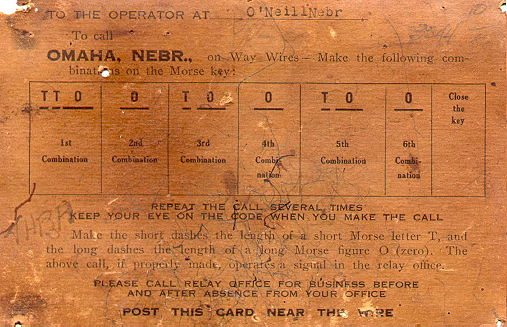 TO THE OPERATOR AT O'NeillNebr
To call
OMAHA, NEBR., on Way Wires — Make the following com-
binations on the Morse key:
TT O O T O O T O O Close
the
key
1st 2nd 3rd 4th 5th 6th
Combination Combination Combination Combi- Combination Combi-
nation nation
REPEAT THE CALL SEVERAL TIMES
KEEP YOUR EYE ON THE CODE WHEN YOU MAKE THE CALL
Make the short dashes the length of a short Morse letter T, and
the long dashes the length of a long Morse figure O (zero). The
above call, if properly made, operates a signal in the relay office.
PLEASE CALL RELAY OFFICE FOR BUSINESS BEFORE
AND AFTER ABSENCE FROM YOUR OFFICE
POST THIS CARD NEAR THE WIRE